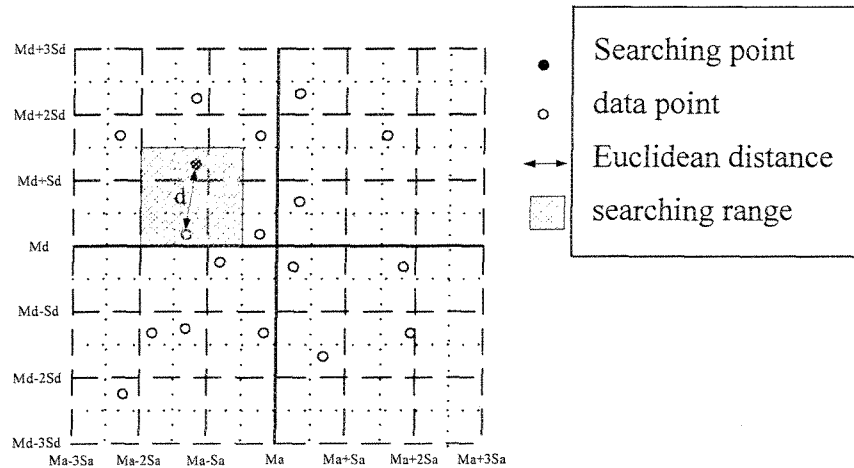 Md+3Sd
Md+2Sd
Md+Sd
Md
Md-Sd
Md-2Sd
Md-3Sd
d
Ma-3Sa Ma-2Sa Ma-Sa Ma Ma+Sa Ma+2Sa Ma+3Sa
Searching point
data point
Euclidean distance
searching range